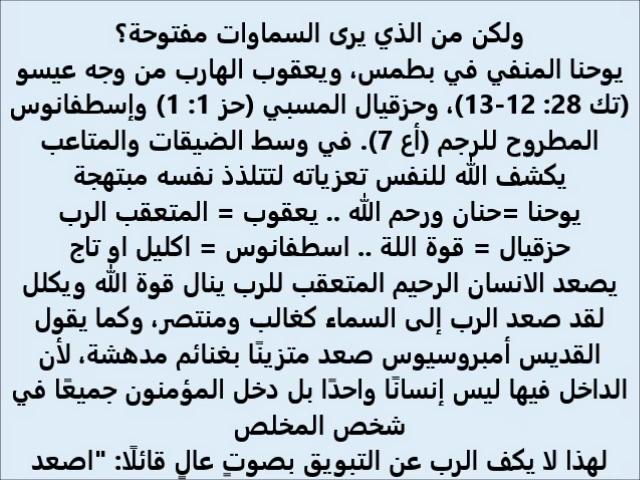 ولكن من الذي يرى السماوات مفتوحة؟
يوحنا المنفي في بطمس، ويعقوب الهارب من وجه عيسو
(تك 28: 12-13)، وحزقيال المسبي (حز 1: 1) وإسطفانوس
المطروح للرجم (أع 7). في وسط الضيقات والمتاعب
يكشف الله للنفس تعزياته لتتلذذ نفسه مبتهجة
يوحنا =حنان ورحم الله .. يعقوب = المتعقب الرب
حزقيال = قوة اللة .. اسطفانوس = اكليل او تاج
يصعد الانسان الرحيم المتعقب للرب ينال قوة الله ويكلل
لقد صعد الرب إلى السماء كغالب ومنتصر، وكما يقول
القديس أمبروسيوس صعد متزينًا بغنائم مدهشة، لأن
الداخل فيها ليس إنسانًا واحدًا بل دخل المؤمنون جميعًا في
شخص المخلص
لهذا لا يكف الرب عن التبويق بصوتٍ عالٍ قائلًا: "اصعد